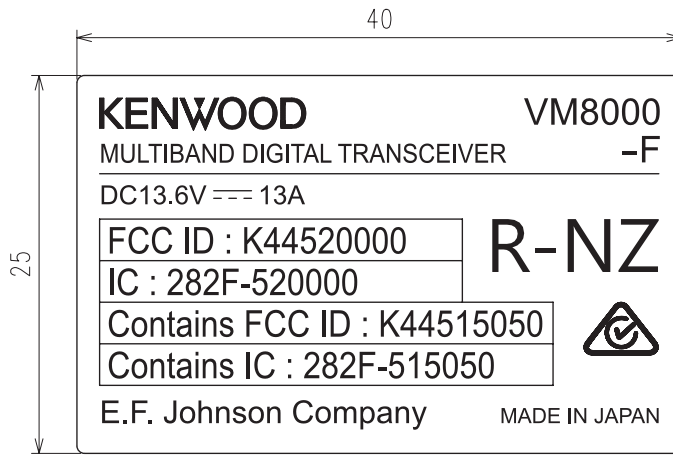 40
25
KENWOOD VM8000
MULTIBAND DIGITAL TRANSCEIVER -F
DC13.6V ⎓ 13A
FCC ID : K44520000
R-NZ
IC : 282F-520000
Contains FCC ID : K44515050
Contains IC : 282F-515050
E.F. Johnson Company MADE IN JAPAN